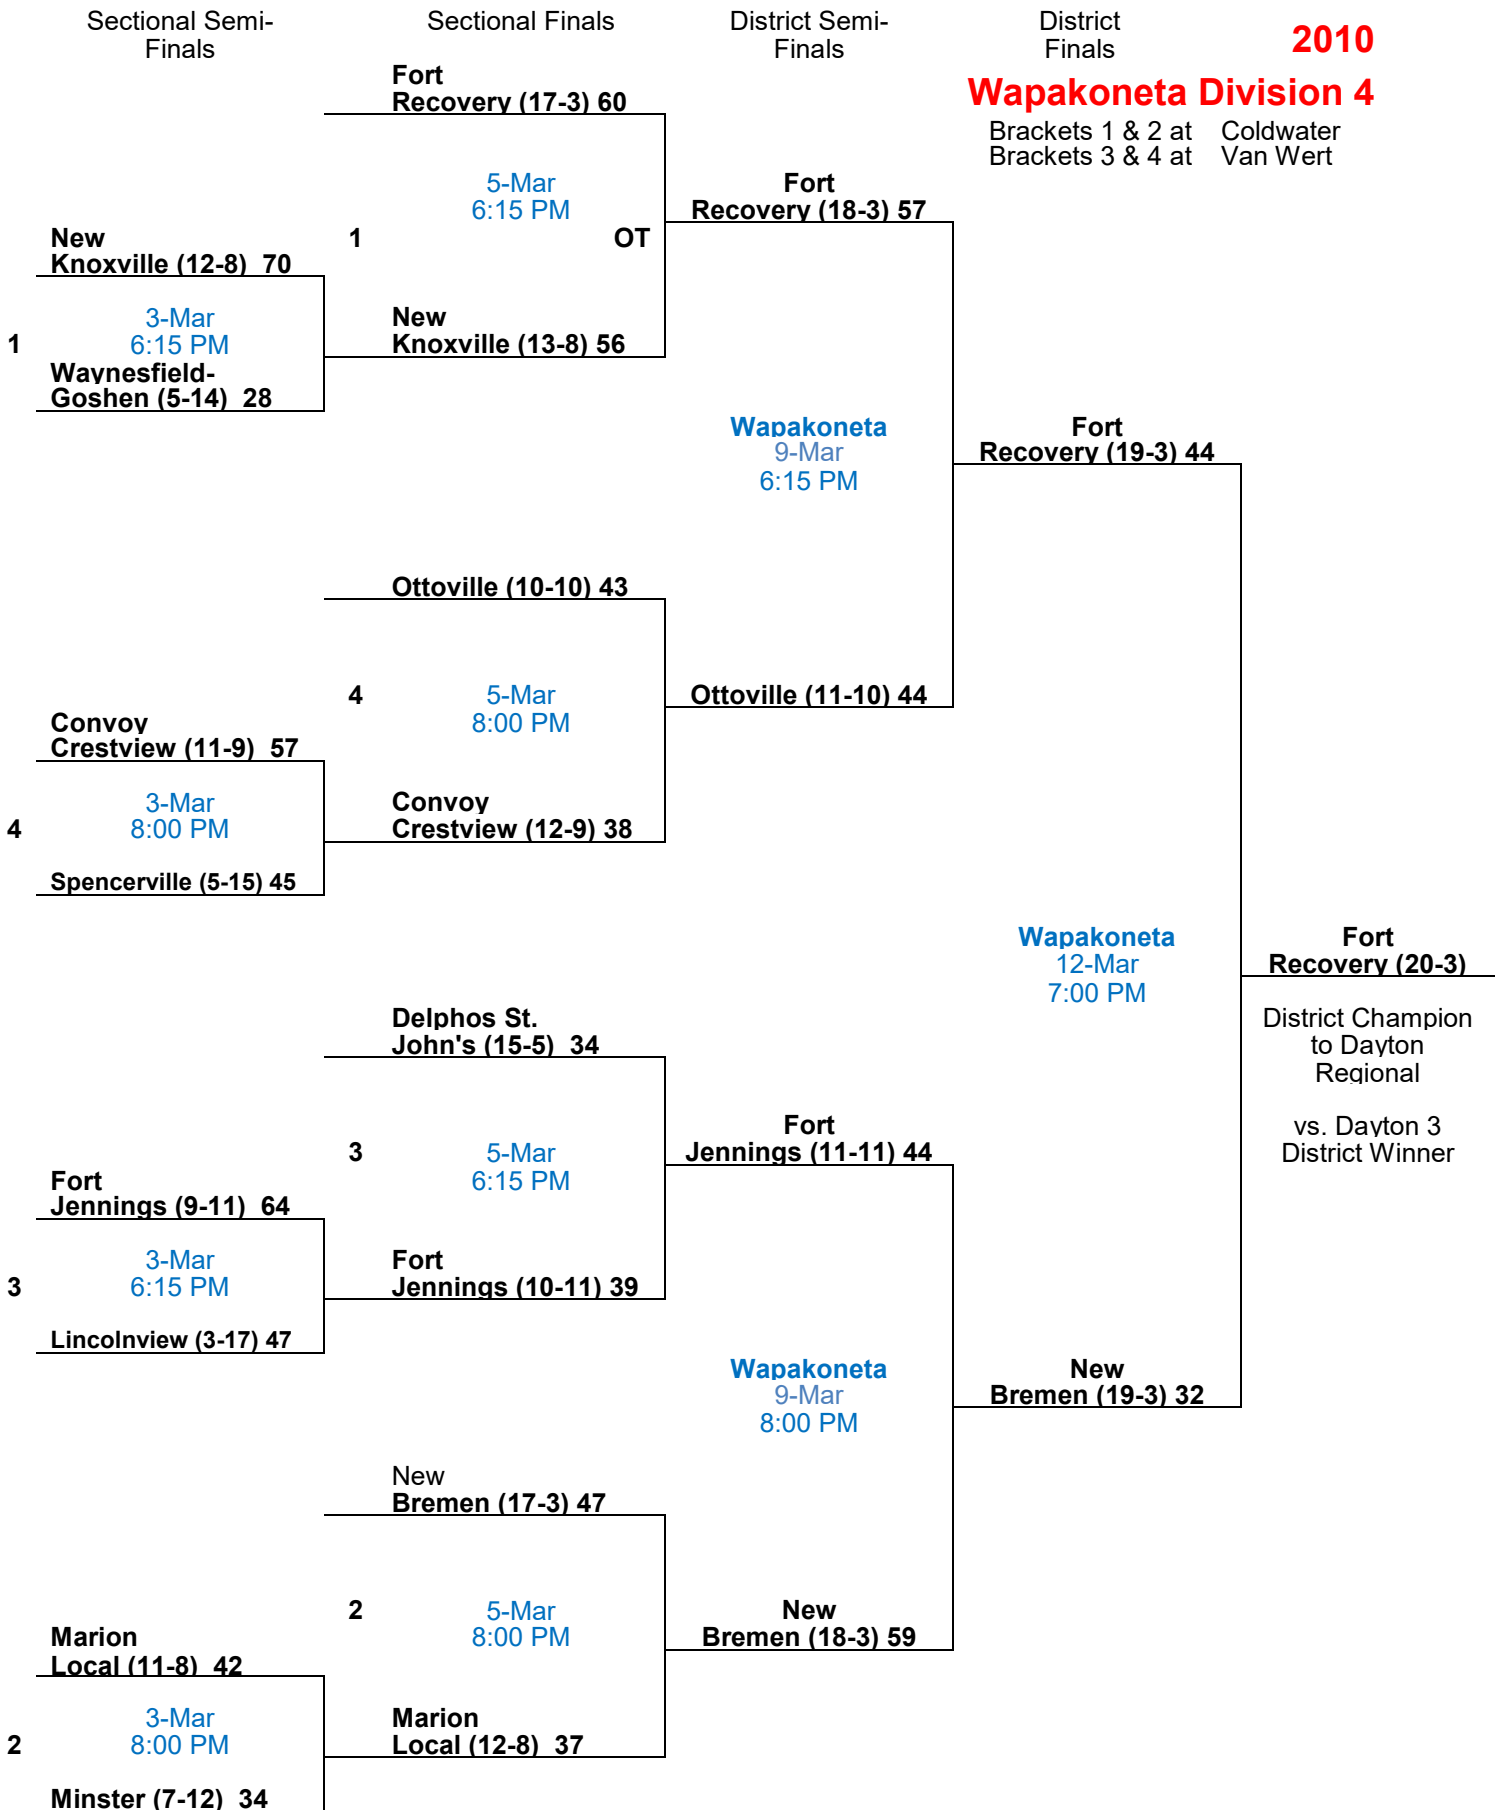 Sectional Semi-
Finals
Sectional Finals
District Semi-
Finals
District
Finals
2010
Wapakoneta Division 4
Brackets 1 & 2 at Coldwater
Brackets 3 & 4 at Van Wert
Fort
Recovery (17-3) 60
5-Mar
6:15 PM
1
OT
Fort
Recovery (18-3) 57
New
Knoxville (12-8) 70
3-Mar
6:15 PM
1
Waynesfield-
Goshen (5-14) 28
New
Knoxville (13-8) 56
Wapakoneta
9-Mar
6:15 PM
Fort
Recovery (19-3) 44
Ottoville (10-10) 43
4
5-Mar
8:00 PM
Ottoville (11-10) 44
Convoy
Crestview (11-9) 57
3-Mar
8:00 PM
4
Convoy
Crestview (12-9) 38
Spencerville (5-15) 45
Wapakoneta
12-Mar
7:00 PM
Fort
Recovery (20-3)
District Champion
to Dayton
Regional
vs. Dayton 3
District Winner
Delphos St.
John's (15-5) 34
3
5-Mar
6:15 PM
Fort
Jennings (11-11) 44
Fort
Jennings (9-11) 64
3-Mar
6:15 PM
3
Fort
Jennings (10-11) 39
Lincolnview (3-17) 47
Wapakoneta
9-Mar
8:00 PM
New
Bremen (19-3) 32
New
Bremen (17-3) 47
2
5-Mar
8:00 PM
New
Bremen (18-3) 59
Marion
Local (11-8) 42
3-Mar
8:00 PM
2
Marion
Local (12-8) 37
Minster (7-12) 34